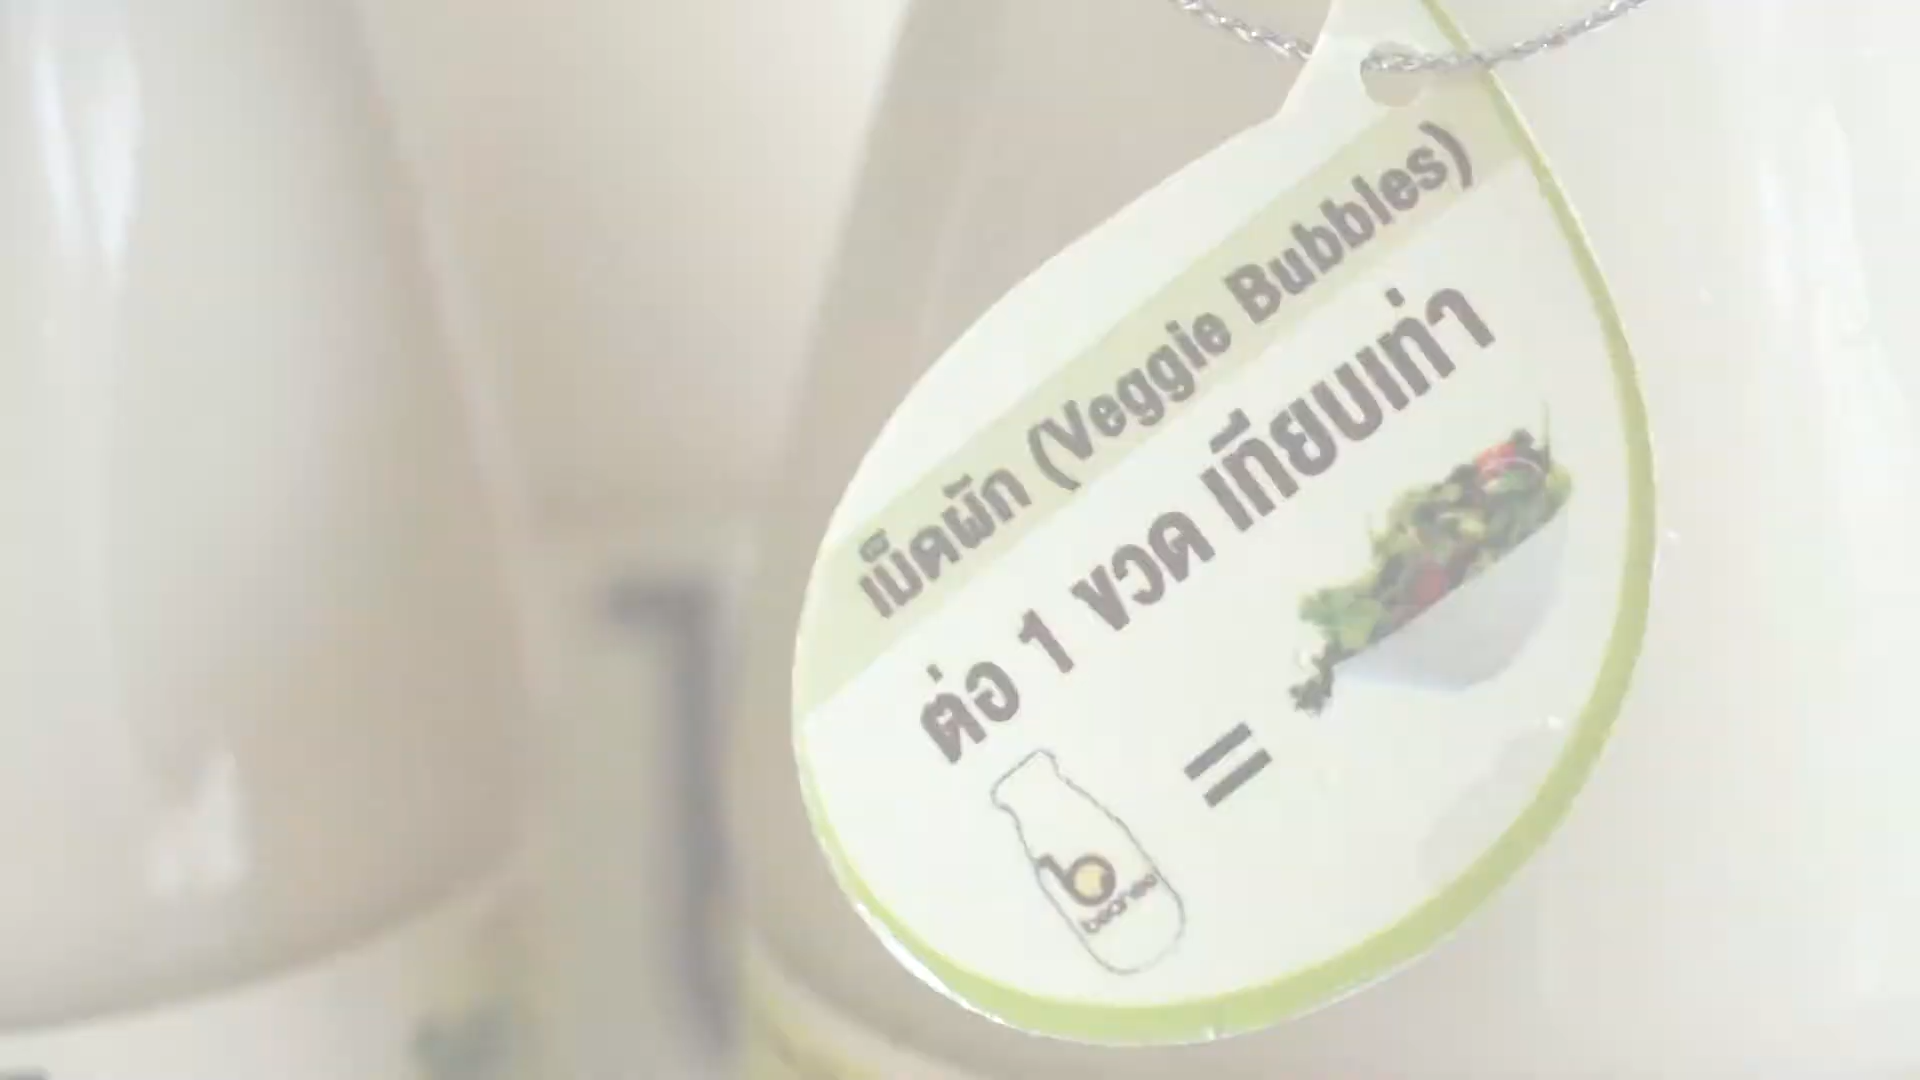 เม็ดผัก (Veggie Bubbles)
ต่อ 1 ขวด เทียบเท่า
=
b